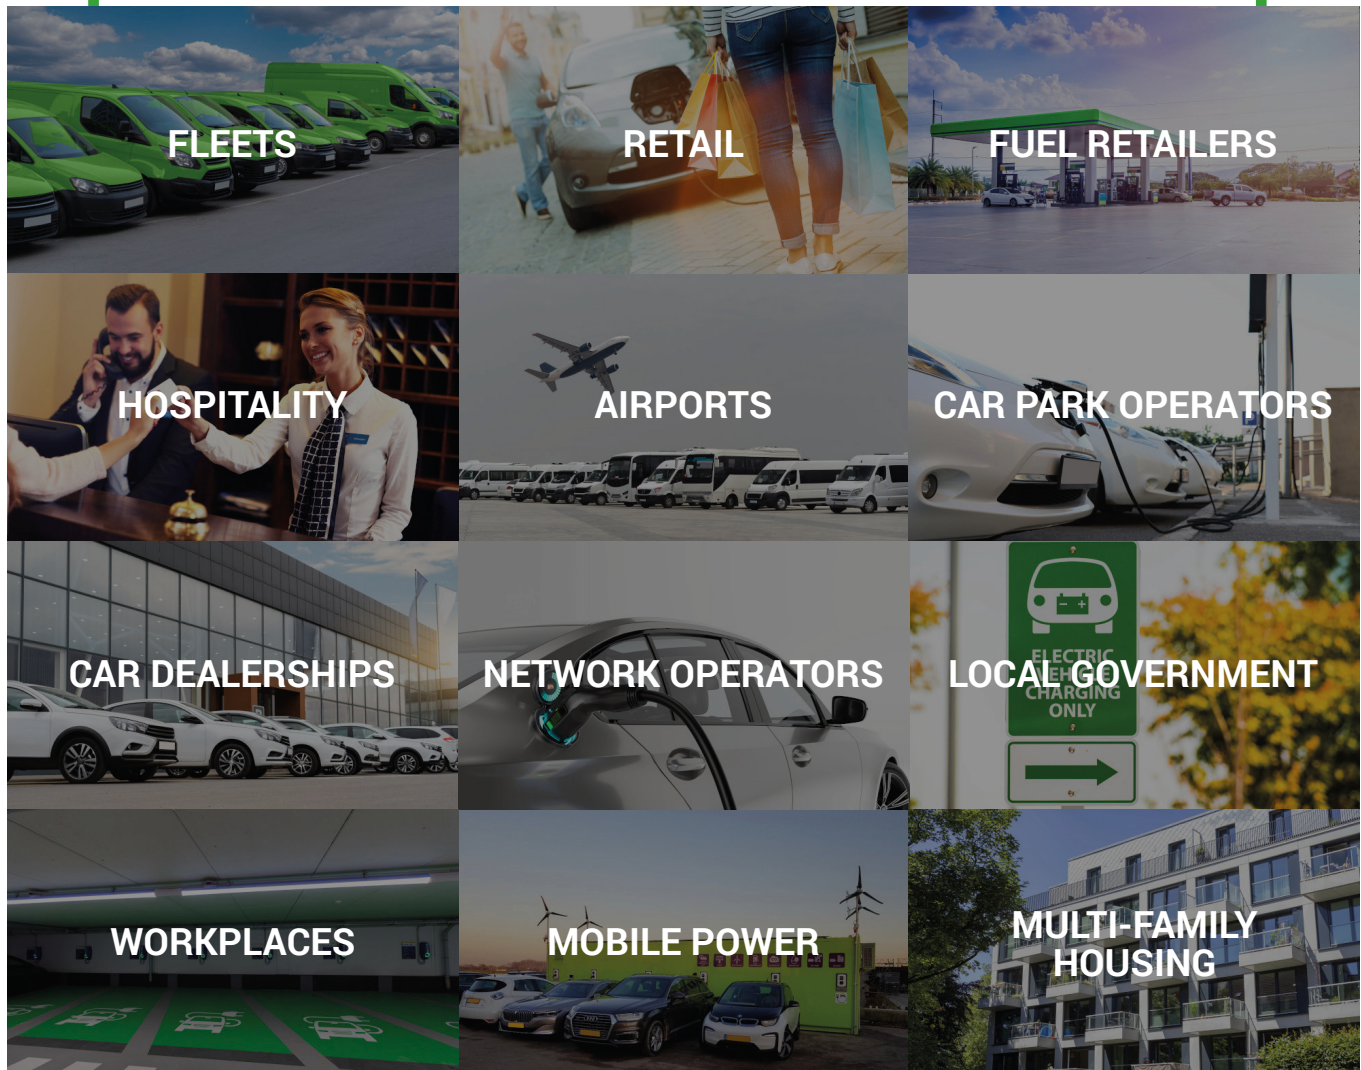 FLEETS
RETAIL
FUEL RETAILERS
HOSPITALITY
AIRPORTS
CAR PARK OPERATORS
CAR DEALERSHIPS
NETWORK OPERATORS
LOCAL GOVERNMENT
ELECTRIC
CHARGING
ONLY
WORKPLACES
MOBILE POWER
MULTI-FAMILY
HOUSING